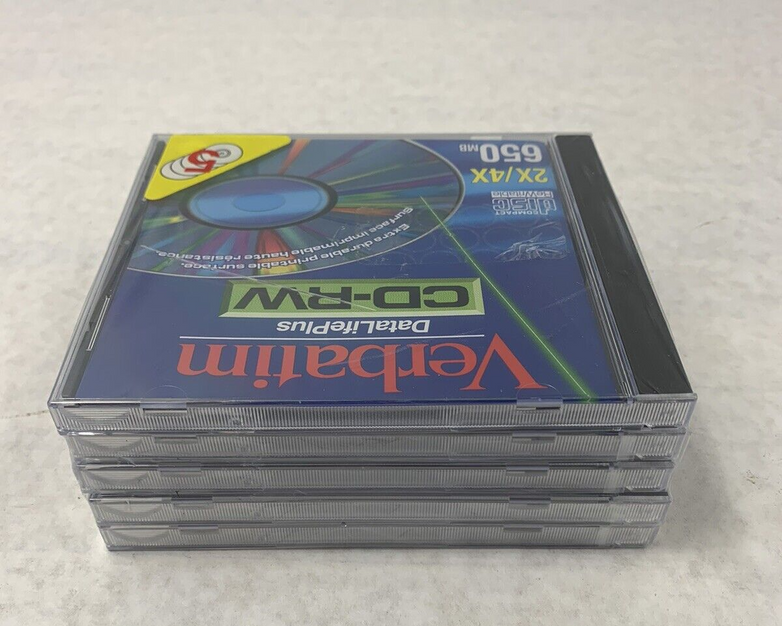 Verbatim
DataLifePlus
CD-RW
Extra durable printable surface.
Surface imprimable haute résistance
COMPACT
disc
ReWritable
2X/4X
650 MB
5